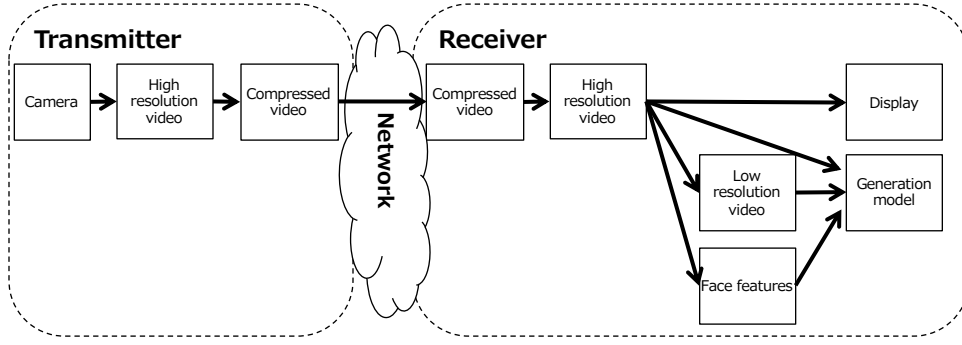 Transmitter
Camera
High
resolution
video
Compressed
video
Network
Receiver
Compressed
video
High
resolution
video
Display
Low
resolution
video
Generation
model
Face features